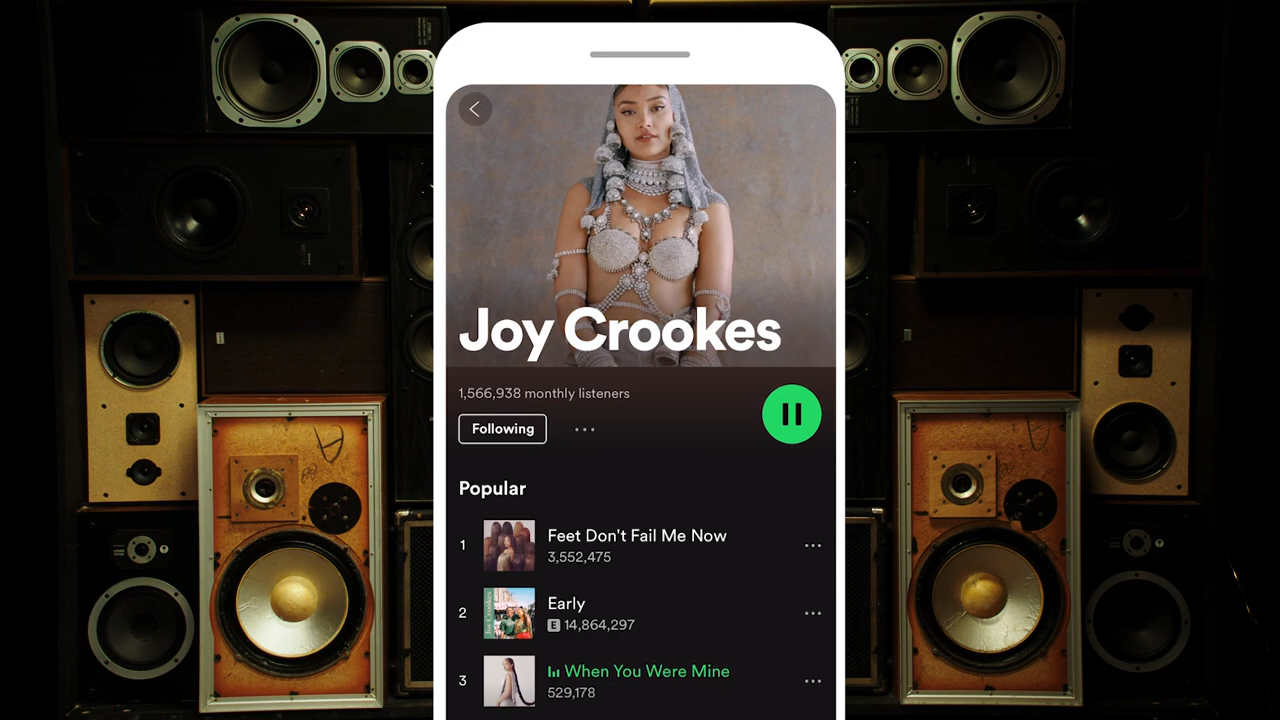 Joy Crookes
1,566,938 monthly listeners
Following
Popular
1
Feet Don't Fail Me Now
3,552,475
2
Early
E 14,864,297
3
When You Were Mine
529,178